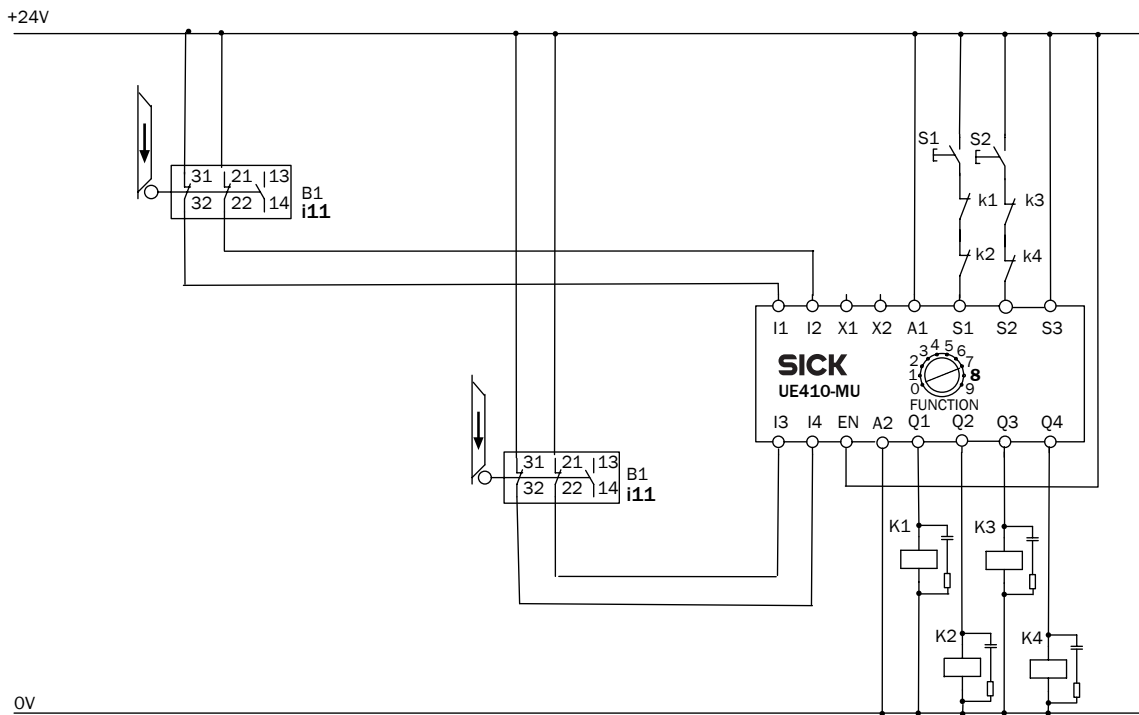 +24V
S1
S2
31 21 13
32 22 14
B1
i11
k1
k3
k2
k4
I1 I2 X1 X2 A1 S1 S2 S3
SICK
UE410-MU
0
1
2
3
4
5
6
7
8
9
FUNCTION
I3 I4 EN A2 Q1 Q2 Q3 Q4
31 21 13
32 22 14
B1
i11
K1
K3
K2
K4
0V